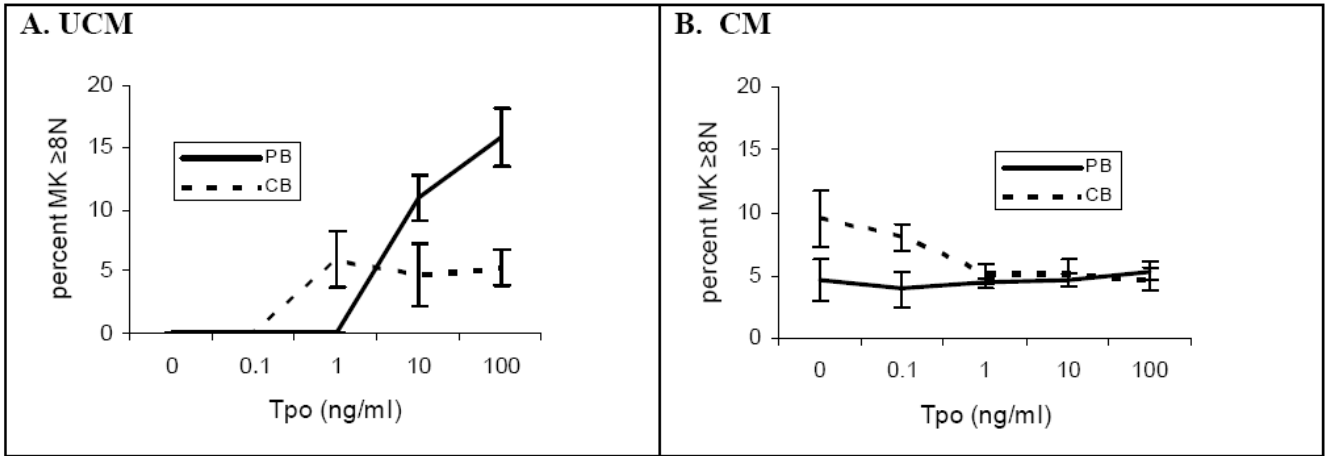 A. UCM
percent MK ≥8N
20
15
10
5
0
PB
CB
0 0.1 1 10 100
Tpo (ng/ml)
B. CM
percent MK ≥8N
20
15
10
5
0
PB
CB
0 0.1 1 10 100
Tpo (ng/ml)